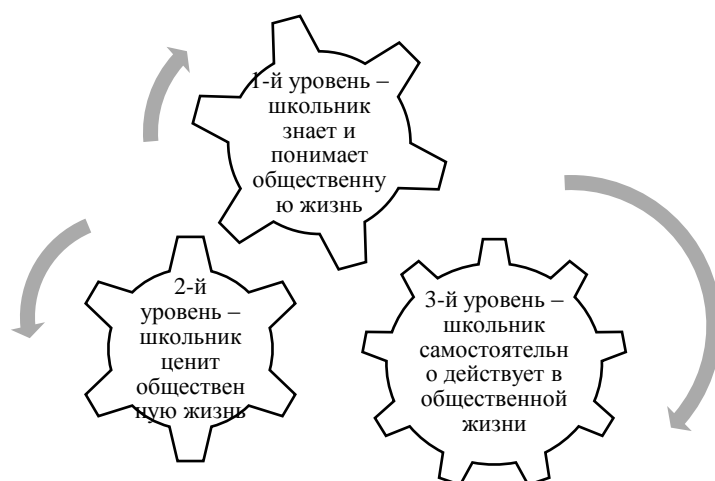 1-й уровень –
школьник
знает и
понимает
общественну
ю жизнь
2-й
уровень –
школьник
ценит
обществен
ную жизнь
3-й уровень –
школьник
самостоятельн
о действует в
общественной
жизни